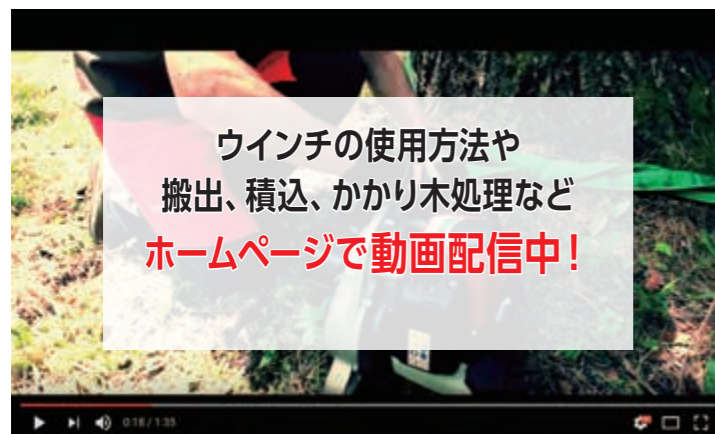 ウインチの使用方法や
搬出、積込、かかり木処理など
ホームページで動画配信中!
0:16 / 1:35